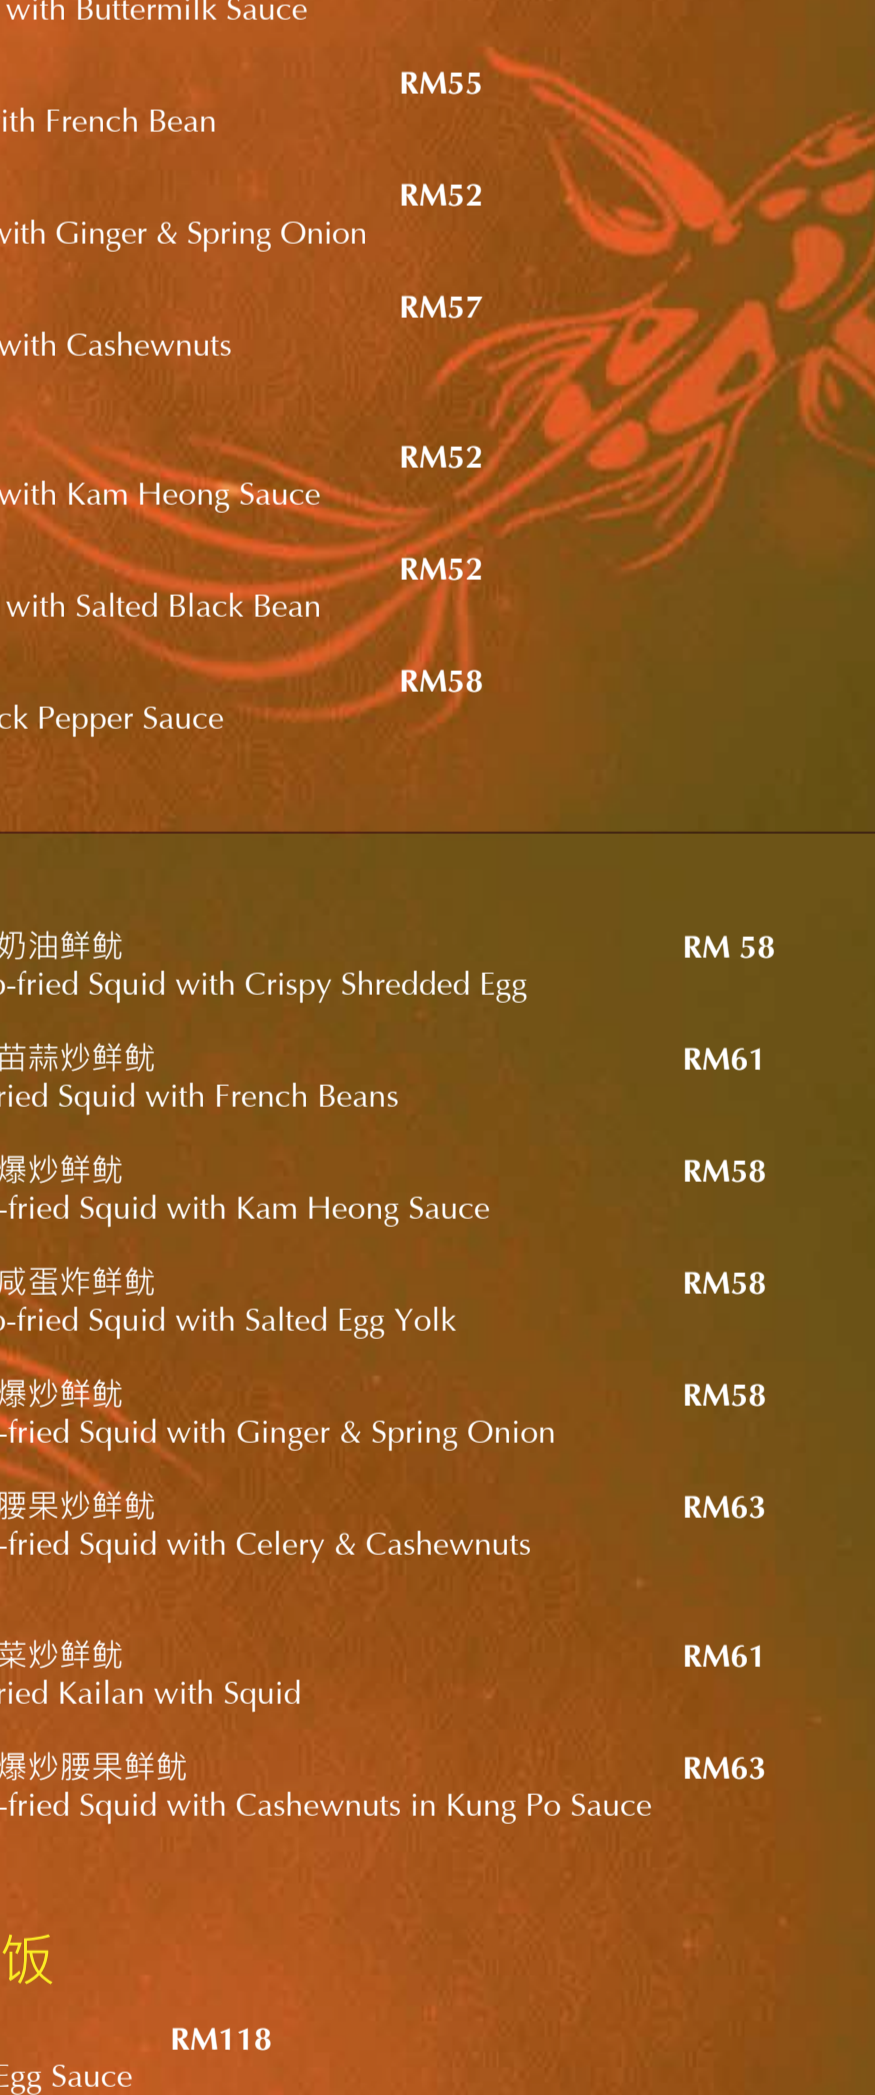 with Buttermilk Sauce
RM55
ith French Bean
RM52
with Ginger & Spring Onion
RM57
with Cashewnuts
RM52
with Kam Heong Sauce
RM52
with Salted Black Bean
RM58
ck Pepper Sauce
奶油鲜鱿 RM 58
-fried Squid with Crispy Shredded Egg
苗蒜炒鲜鱿 RM61
ried Squid with French Beans
爆炒鲜鱿 RM58
-fried Squid with Kam Heong Sauce
咸蛋炸鲜鱿 RM58
-fried Squid with Salted Egg Yolk
爆炒鲜鱿 RM58
-fried Squid with Ginger & Spring Onion
腰果炒鲜鱿 RM63
-fried Squid with Celery & Cashewnuts
菜炒鲜鱿 RM61
ried Kailan with Squid
爆炒腰果鲜鱿 RM63
-fried Squid with Cashewnuts in Kung Po Sauce
饭
RM118
Egg Sauce